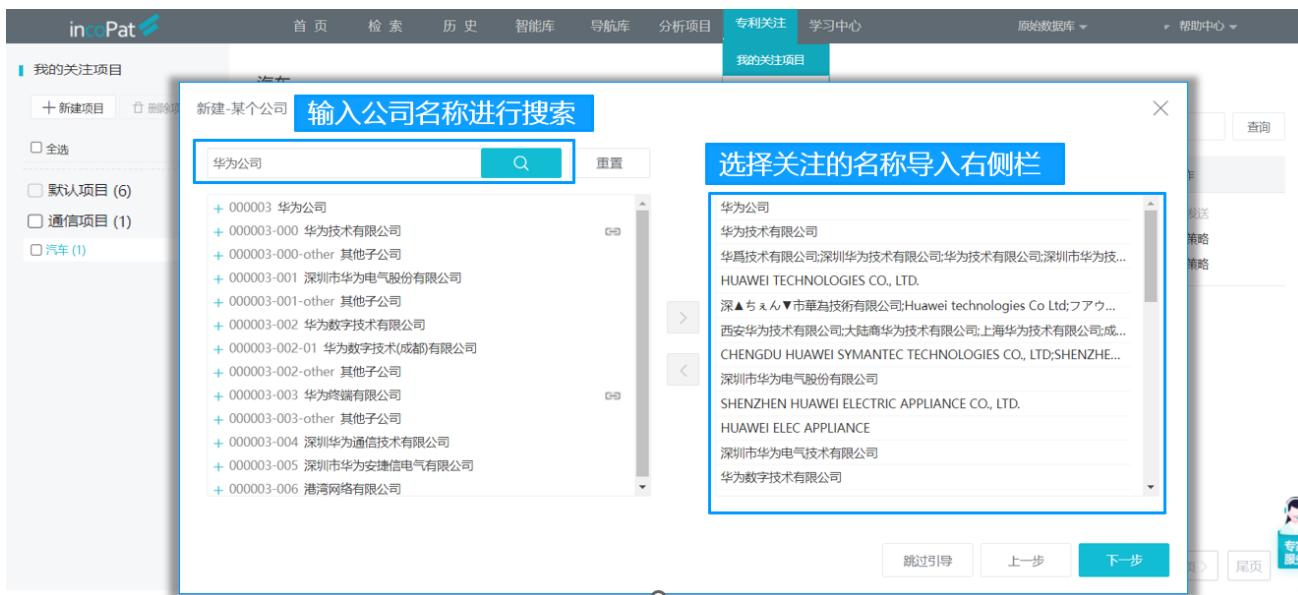 incoPat 首 页 检 索 历 史 智能库 导航库 分析项目 专利关注 学习中心 原始数据库 帮助中心
我的关注项目
我的关注项目
新建项目
全选
默认项目 (6)
通信项目 (1)
汽车 (1)
查询
策略
策略
新建-某个公司
输入公司名称进行搜索
华为公司
重置
+ 000003 华为公司
+ 000003-000 华为技术有限公司
+ 000003-000-other 其他子公司
+ 000003-001 深圳市华为电气股份有限公司
+ 000003-001-other 其他子公司
+ 000003-002 华为数字技术有限公司
+ 000003-002-01 华为数字技术(成都)有限公司
+ 000003-002-other 其他子公司
+ 000003-003 华为终端有限公司
+ 000003-003-other 其他子公司
+ 000003-004 深圳华为通信技术有限公司
+ 000003-005 深圳市华为安捷信电气有限公司
+ 000003-006 港湾网络有限公司
选择关注的名称导入右侧栏
华为公司
华为技术有限公司
华爲技术有限公司;深圳华为技术有限公司;华为技术有限公司;深圳市华为技...
HUAWEI TECHNOLOGIES CO., LTD.
深▲ちぇん▼市華為技術有限公司;Huawei technologies Co Ltd;フアウ...
西安华为技术有限公司;大陆商华为技术有限公司;上海华为技术有限公司;成...
CHENGDU HUAWEI SYMANTEC TECHNOLOGIES CO., LTD;SHENZHE...
深圳市华为电气股份有限公司
SHENZHEN HUAWEI ELECTRIC APPLIANCE CO., LTD.
HUAWEI ELEC APPLIANCE
深圳市华为电气技术有限公司
华为数字技术有限公司
跳过引导
上一步
下一步
尾页